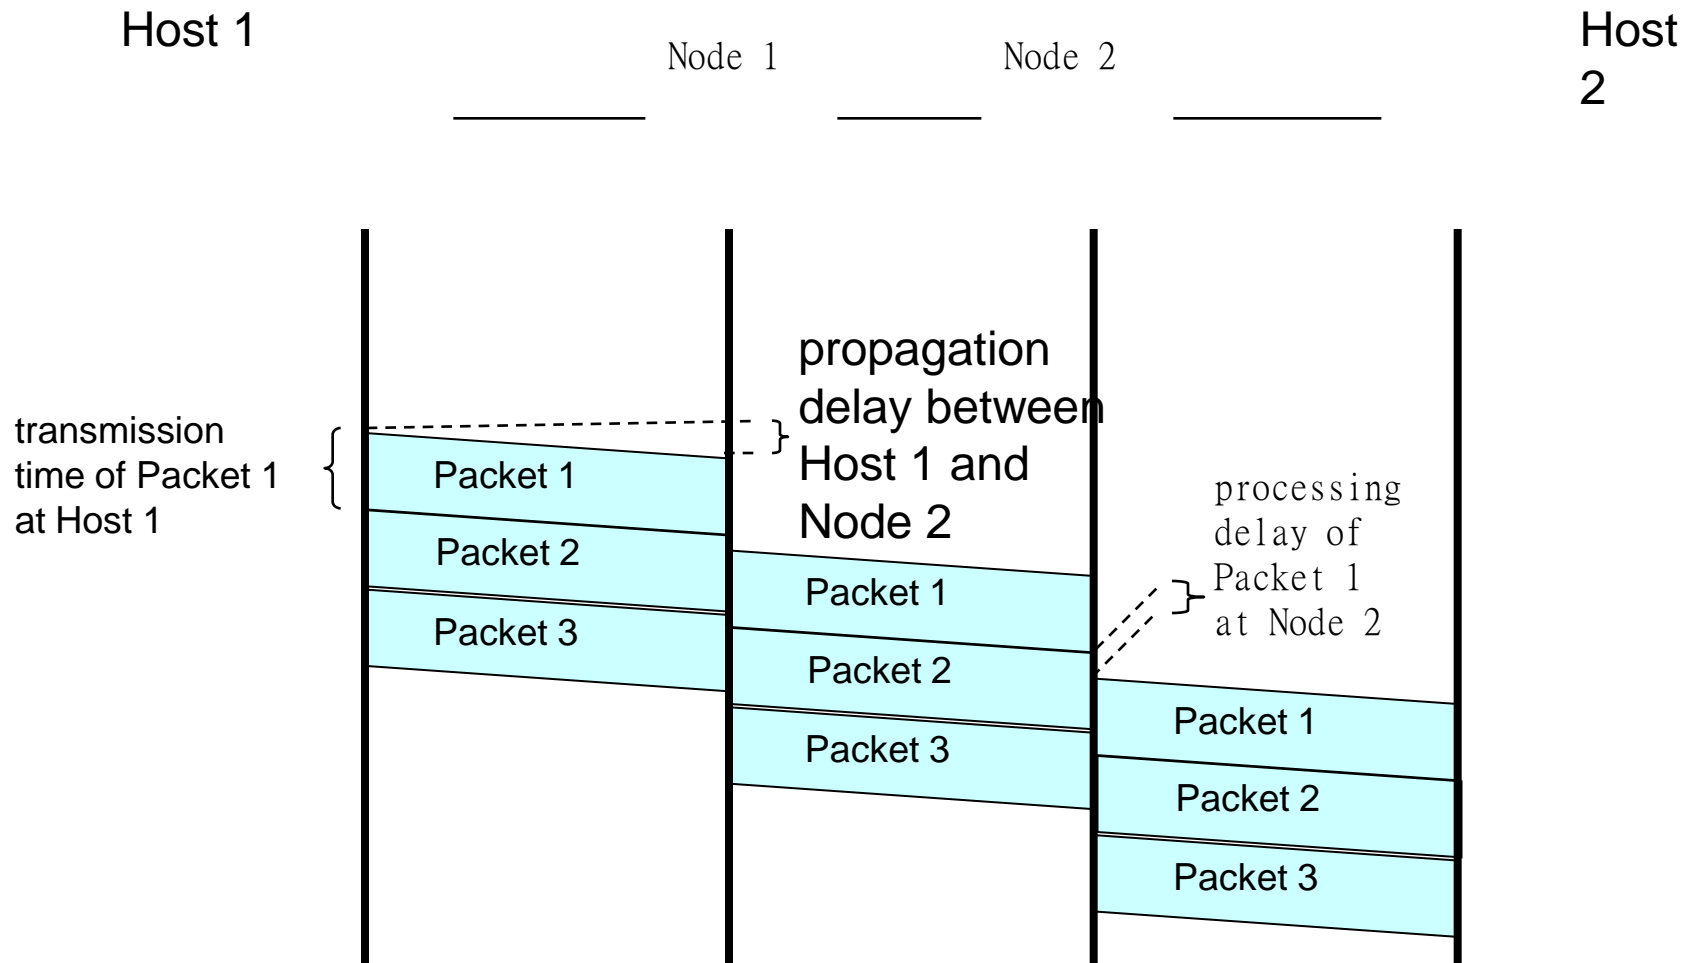 Host 1
Node 1
Node 2
Host
2
propagation
delay between
Host 1 and
Node 2
transmission
time of Packet 1
at Host 1
processing
delay of
Packet 1
at Node 2
Packet 1
Packet 2
Packet 3
Packet 1
Packet 2
Packet 3
Packet 1
Packet 2
Packet 3